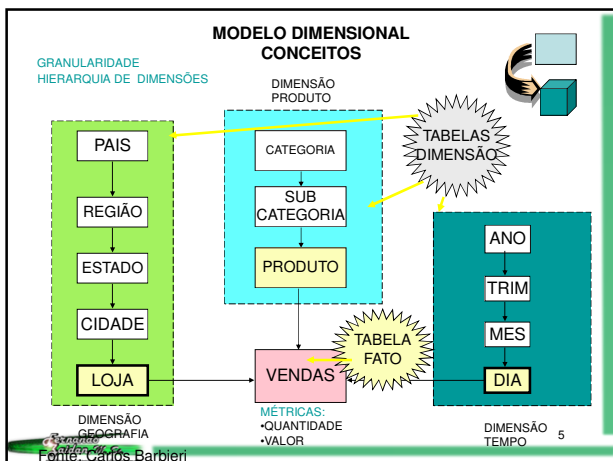 MODELO DIMENSIONAL
CONCEITOS
GRANULARIDADE
HIERARQUIA DE DIMENSÕES
DIMENSÃO
PRODUTO
TABELAS
DIMENSÃO
PAIS
REGIÃO
ESTADO
CIDADE
LOJA
CATEGORIA
SUB
CATEGORIA
PRODUTO
ANO
TRIM
MES
DIA
TABELA
FATO
VENDAS
DIMENSÃO
GEOGRAFIA
MÉTRICAS:
•QUANTIDADE
•VALOR
DIMENSÃO
TEMPO
5
Fonte: Carlos Barbieri